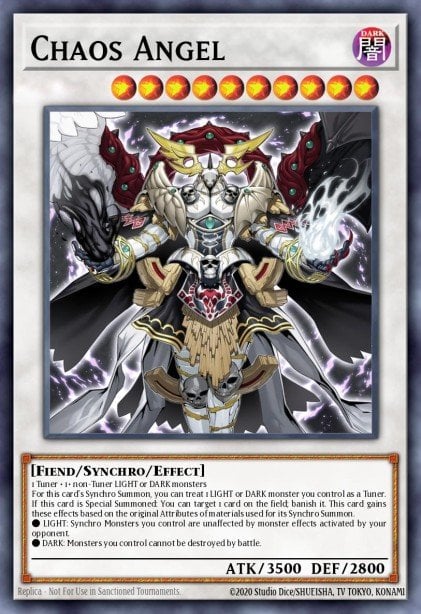 CHAOS ANGEL
DARK
闇
[FIEND/SYNCHRO/EFFECT]
1 Tuner + 1+ non-Tuner LIGHT or DARK monsters
For this card's Synchro Summon, you can treat 1 LIGHT or DARK monster you control as a Tuner.
If this card is Special Summoned: You can target 1 card on the field; banish it. This card gains
these effects based on the original Attributes of materials used for its Synchro Summon.
● LIGHT: Synchro Monsters you control are unaffected by monster effects activated by your
opponent.
● DARK: Monsters you control cannot be destroyed by battle.
ATK/3500 DEF/2800
Replica - Not For Use in Sanctioned Tournaments. ©2020 Studio Dice/SHUEISHA, TV TOKYO, KONAMI